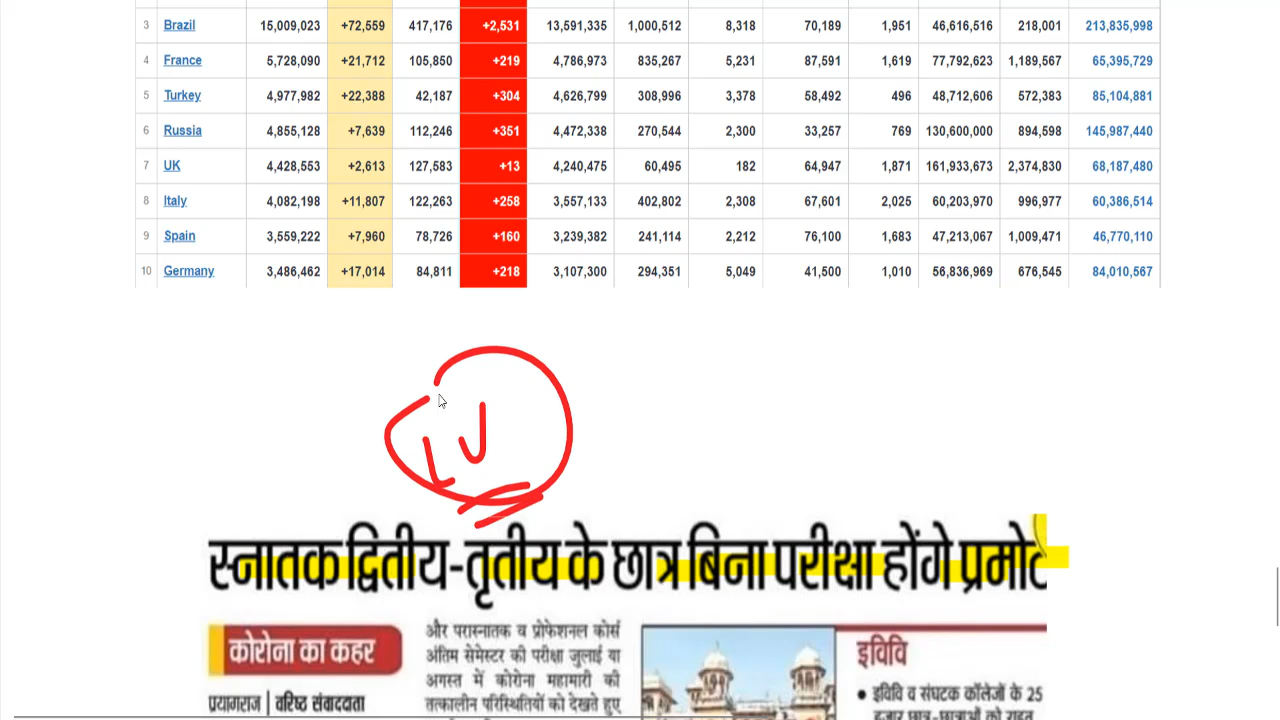 3 Brazil 15,009,023 +72,559 417,176 +2,531 13,591,335 1,000,512 8,318 70,189 1,951 46,616,516 218,001 213,835,998
4 France 5,728,090 +21,712 105,850 +219 4,786,973 835,267 5,231 87,591 1,619 77,792,623 1,189,567 65,395,729
5 Turkey 4,977,982 +22,388 42,187 +304 4,626,799 308,996 3,378 58,492 496 48,712,606 572,383 85,104,881
6 Russia 4,855,128 +7,639 112,246 +351 4,472,338 270,544 2,300 33,257 769 130,600,000 894,598 145,987,440
7 UK 4,428,553 +2,613 127,583 +13 4,240,475 60,495 182 64,947 1,871 161,933,673 2,374,830 68,187,480
8 Italy 4,082,198 +11,807 122,263 +258 3,557,133 402,802 2,308 67,601 2,025 60,203,970 996,977 60,386,514
9 Spain 3,559,222 +7,960 78,726 +160 3,239,382 241,114 2,212 76,100 1,683 47,213,067 1,009,471 46,770,110
10 Germany 3,486,462 +17,014 84,811 +218 3,107,300 294,351 5,049 41,500 1,010 56,836,969 676,545 84,010,567
स्नातक द्वितीय-तृतीय के छात्र बिना परीक्षा होंगे प्रमोट
कोरोना का कहर
प्रयागराज | वरिष्ठ संवाददाता
और परास्नातक व प्रोफेशनल कोर्स
अंतिम सेमेस्टर की परीक्षा जुलाई या
अगस्त में कोरोना महामारी की
तत्कालीन परिस्थितियों को देखते हुए
इविवि
• इविवि व संघटक कॉलेजों के 25
हजार छात्र-छात्राओं को राहत